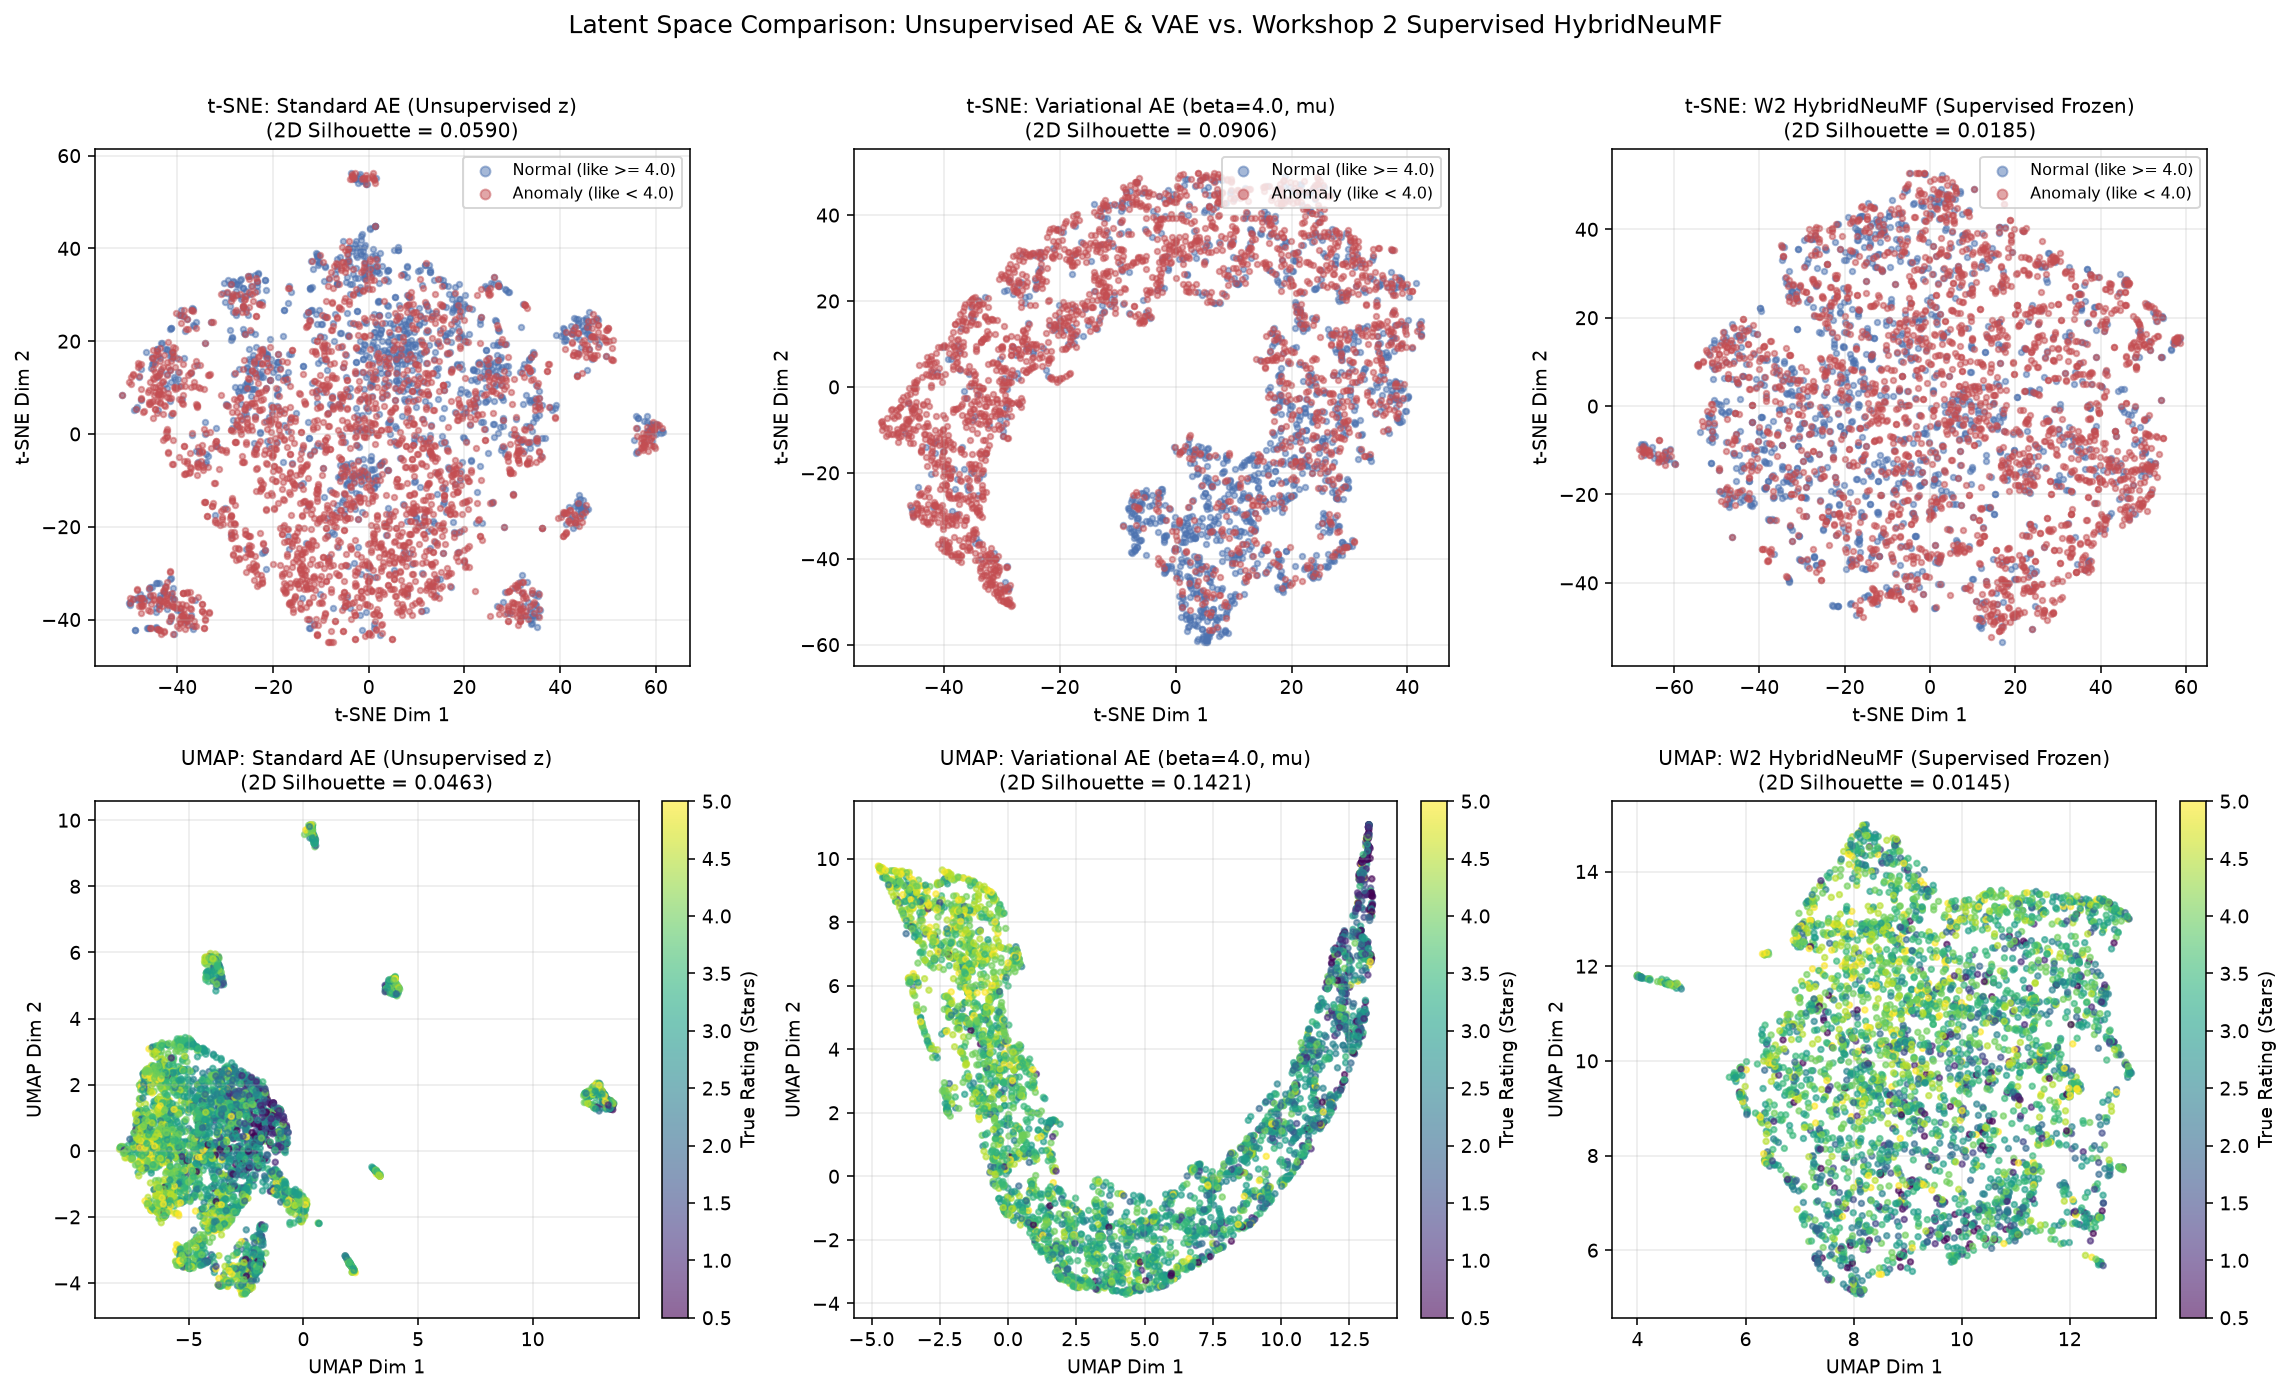 Latent Space Comparison: Unsupervised AE & VAE vs. Workshop 2 Supervised HybridNeuMF
t-SNE: Standard AE (Unsupervised z)
(2D Silhouette = 0.0590)
Normal (like >= 4.0)
Anomaly (like < 4.0)
60
40
20
0
−20
−40
t-SNE Dim 2
−40 −20 0 20 40 60
t-SNE Dim 1
t-SNE: Variational AE (beta=4.0, mu)
(2D Silhouette = 0.0906)
Normal (like >= 4.0)
Anomaly (like < 4.0)
40
20
0
−20
−40
−60
t-SNE Dim 2
−40 −20 0 20 40
t-SNE Dim 1
t-SNE: W2 HybridNeuMF (Supervised Frozen)
(2D Silhouette = 0.0185)
Normal (like >= 4.0)
Anomaly (like < 4.0)
40
20
0
−20
−40
t-SNE Dim 2
−60 −40 −20 0 20 40 60
t-SNE Dim 1
UMAP: Standard AE (Unsupervised z)
(2D Silhouette = 0.0463)
10
8
6
4
2
0
−2
−4
UMAP Dim 2
−5 0 5 10
UMAP Dim 1
5.0
4.5
4.0
3.5
3.0
2.5
2.0
1.5
1.0
0.5
True Rating (Stars)
UMAP: Variational AE (beta=4.0, mu)
(2D Silhouette = 0.1421)
10
8
6
4
2
0
−2
−4
UMAP Dim 2
−5.0 −2.5 0.0 2.5 5.0 7.5 10.0 12.5
UMAP Dim 1
5.0
4.5
4.0
3.5
3.0
2.5
2.0
1.5
1.0
0.5
True Rating (Stars)
UMAP: W2 HybridNeuMF (Supervised Frozen)
(2D Silhouette = 0.0145)
14
12
10
8
6
UMAP Dim 2
4 6 8 10 12
UMAP Dim 1
5.0
4.5
4.0
3.5
3.0
2.5
2.0
1.5
1.0
0.5
True Rating (Stars)